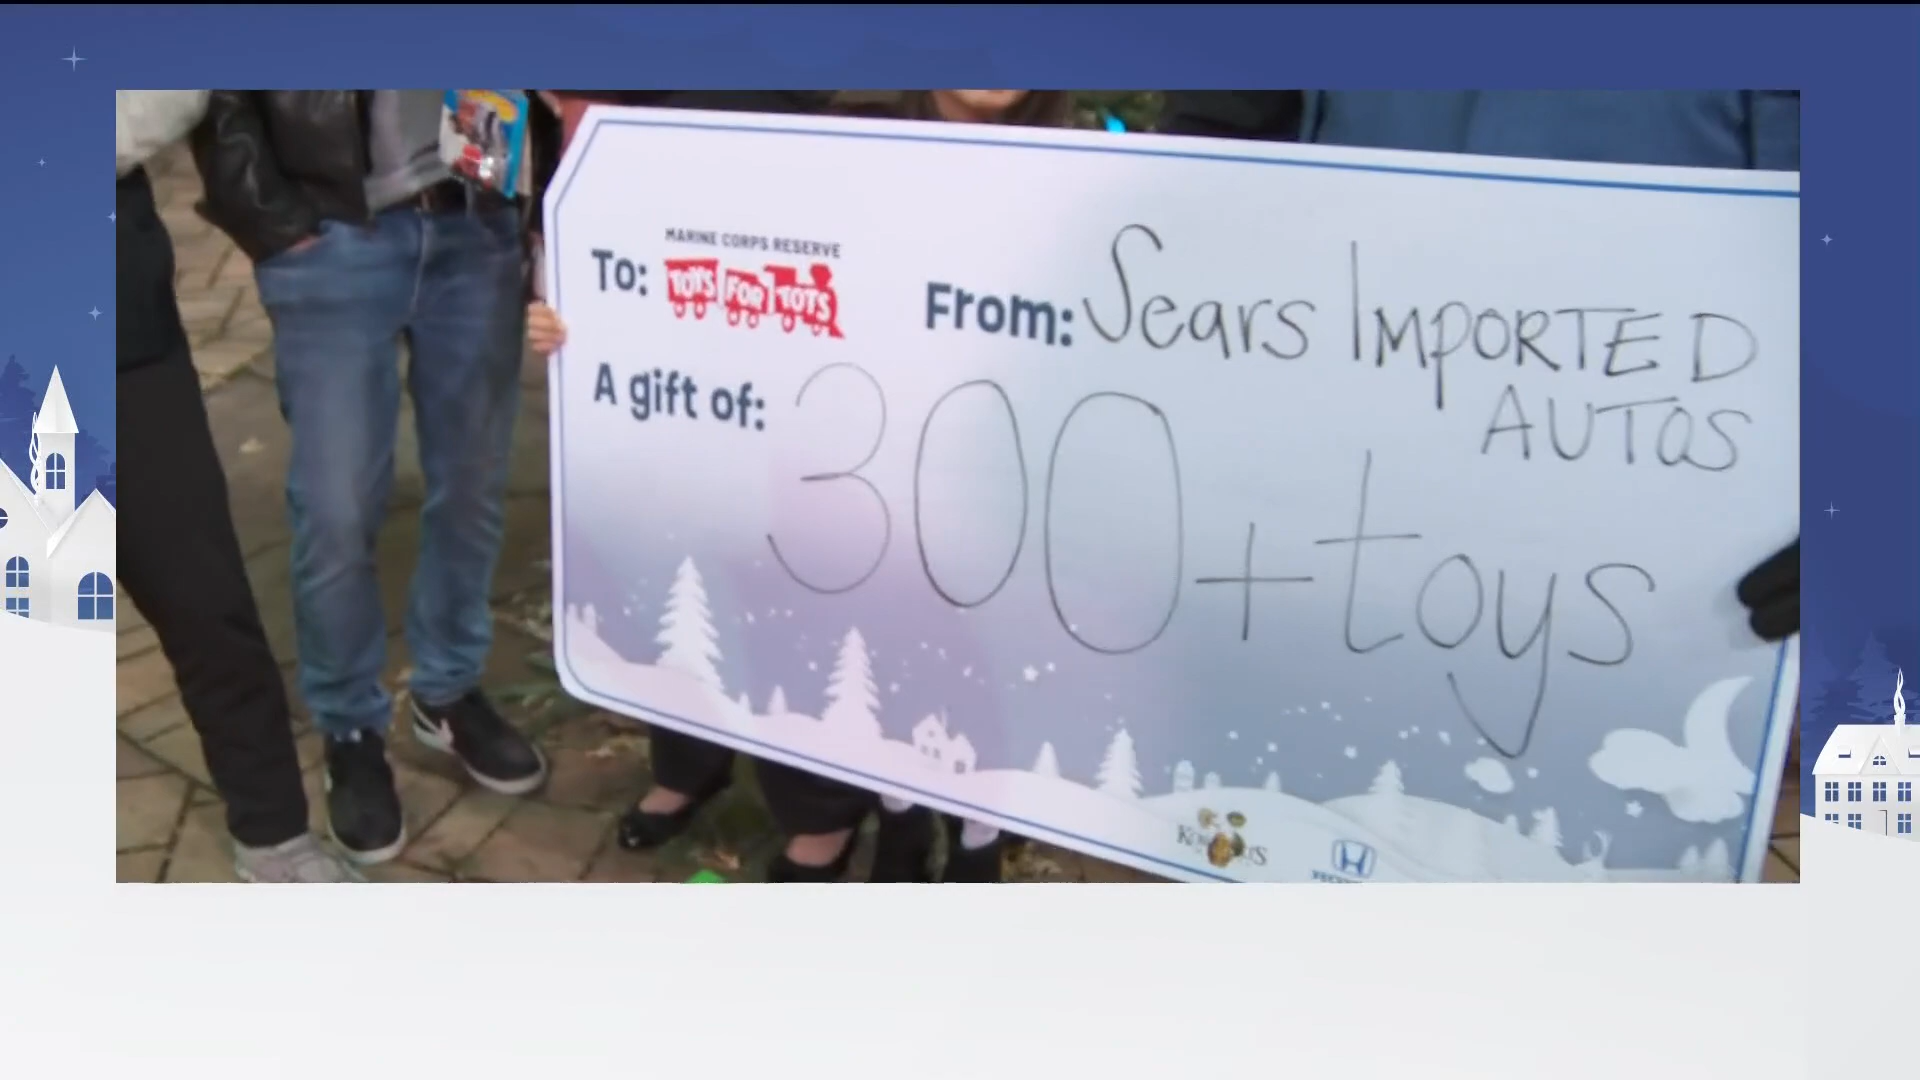 MARINE CORPS RESERVE
To: TOYS FOR TOTS
From: Sears IMPORTED
AUTOS
A gift of: 300+ toys